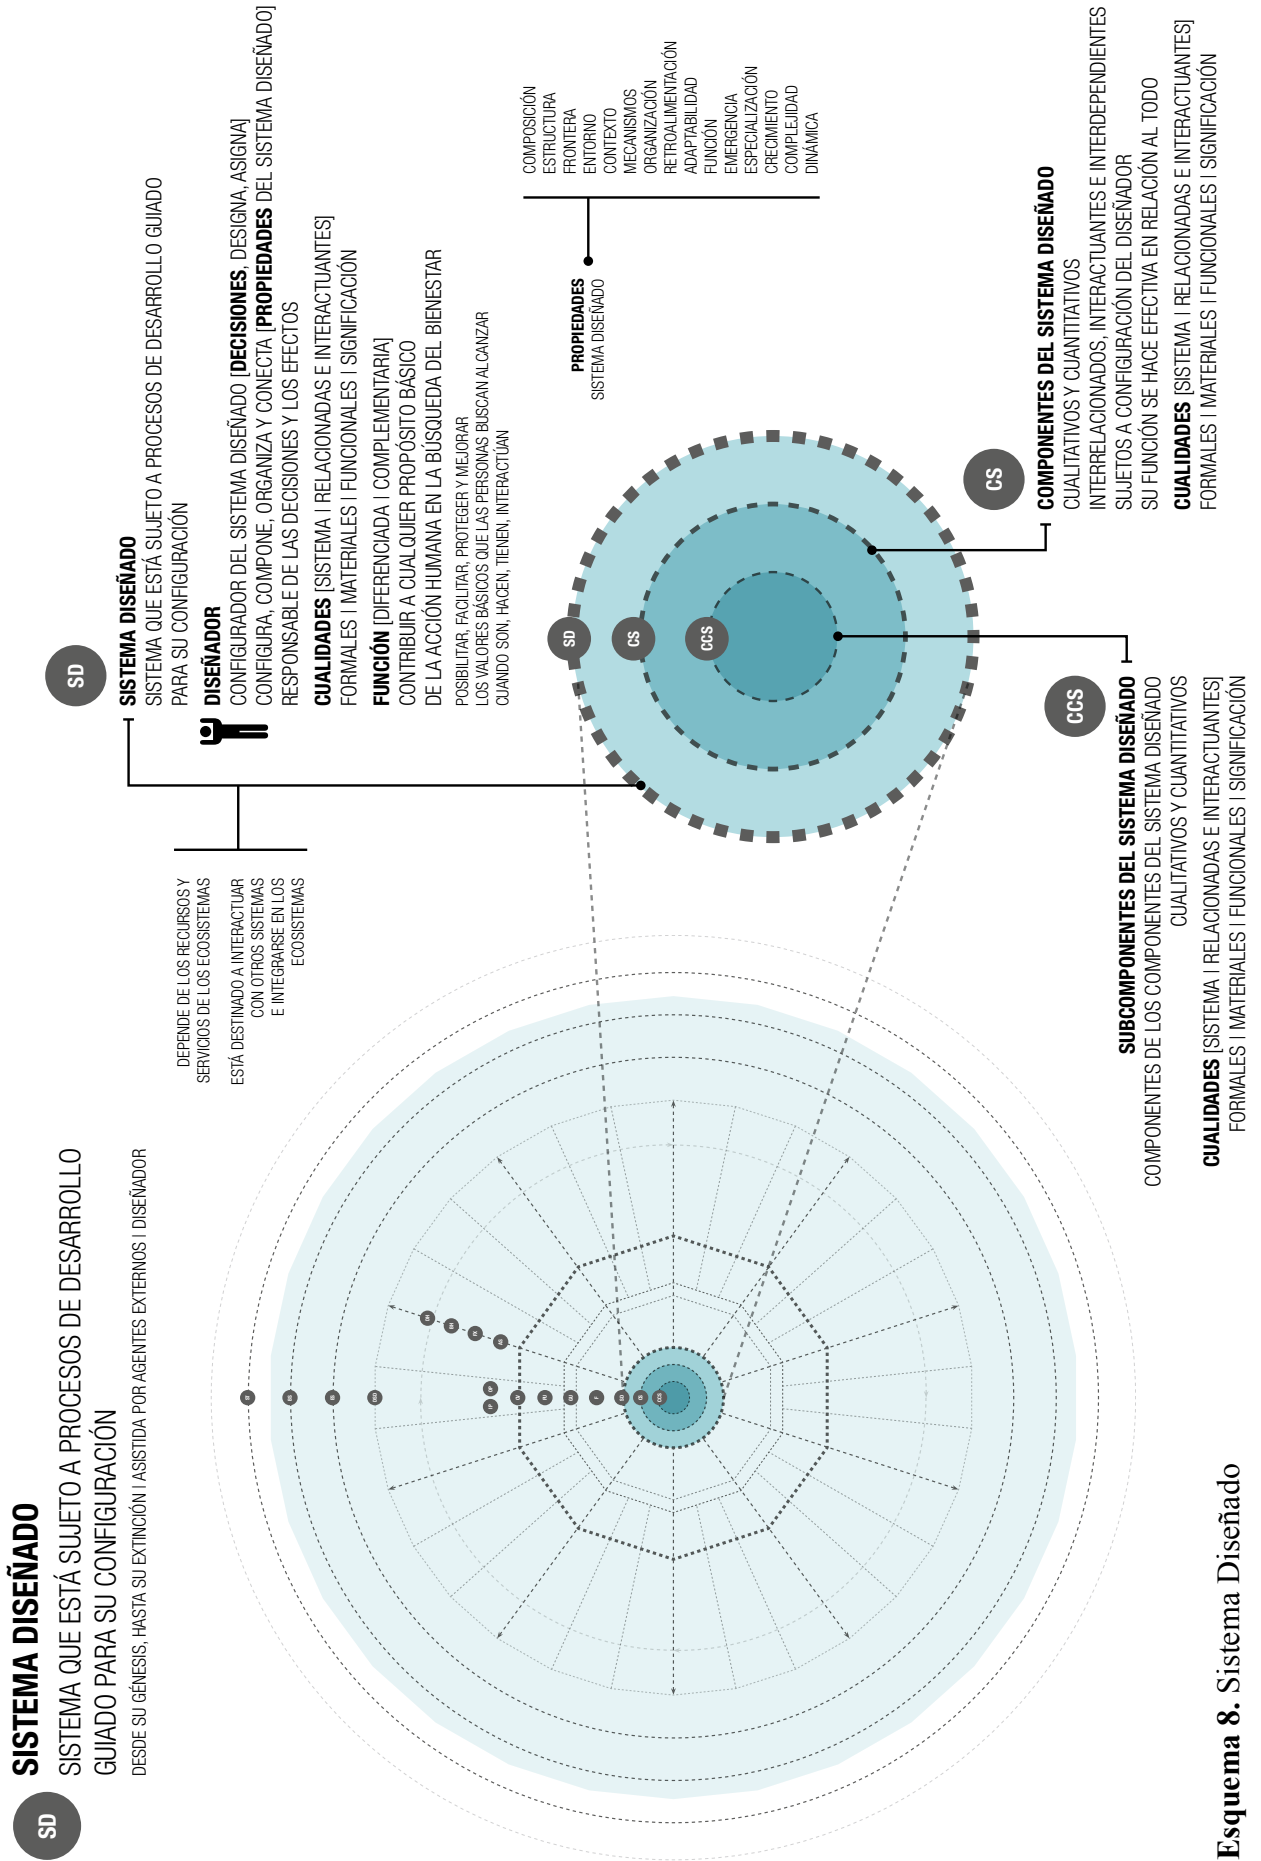 SD
SISTEMA DISEÑADO
SISTEMA QUE ESTÁ SUJETO A PROCESOS DE DESARROLLO
GUIADO PARA SU CONFIGURACIÓN
DESDE SU GÉNESIS, HASTA SU EXTINCIÓN | ASISTIDA POR AGENTES EXTERNOS | DISEÑADOR
DEPENDE DE LOS RECURSOS Y
SERVICIOS DE LOS ECOSISTEMAS
ESTÁ DESTINADO A INTERACTUAR
CON OTROS SISTEMAS
E INTEGRARSE EN LOS
ECOSISTEMAS
SD
SISTEMA DISEÑADO
SISTEMA QUE ESTÁ SUJETO A PROCESOS DE DESARROLLO GUIADO
PARA SU CONFIGURACIÓN
DISEÑADOR
CONFIGURADOR DEL SISTEMA DISEÑADO [DECISIONES, DESIGNA, ASIGNA]
CONFIGURA, COMPONE, ORGANIZA Y CONECTA [PROPIEDADES DEL SISTEMA DISEÑADO]
RESPONSABLE DE LAS DECISIONES Y LOS EFECTOS
CUALIDADES [SISTEMA | RELACIONADAS E INTERACTUANTES]
FORMALES | MATERIALES | FUNCIONALES | SIGNIFICACIÓN
FUNCIÓN [DIFERENCIADA | COMPLEMENTARIA]
CONTRIBUIR A CUALQUIER PROPÓSITO BÁSICO
DE LA ACCIÓN HUMANA EN LA BÚSQUEDA DEL BIENESTAR
POSIBILITAR, FACILITAR, PROTEGER Y MEJORAR
LOS VALORES BÁSICOS QUE LAS PERSONAS BUSCAN ALCANZAR
CUANDO SON, HACEN, TIENEN, INTERACTÚAN
PROPIEDADES
SISTEMA DISEÑADO
COMPOSICIÓN
ESTRUCTURA
FRONTERA
ENTORNO
CONTEXTO
MECANISMOS
ORGANIZACIÓN
RETROALIMENTACIÓN
ADAPTABILIDAD
FUNCIÓN
EMERGENCIA
ESPECIALIZACIÓN
CRECIMIENTO
COMPLEJIDAD
DINÁMICA
SD
CS
CCS
SD
CS
CCS
CS
COMPONENTES DEL SISTEMA DISEÑADO
CUALITATIVOS Y CUANTITATIVOS
INTERRELACIONADOS, INTERACTUANTES E INTERDEPENDIENTES
SUJETOS A CONFIGURACIÓN DEL DISEÑADOR
SU FUNCIÓN SE HACE EFECTIVA EN RELACIÓN AL TODO
CUALIDADES [SISTEMA | RELACIONADAS E INTERACTUANTES]
FORMALES | MATERIALES | FUNCIONALES | SIGNIFICACIÓN
CCS
SUBCOMPONENTES DEL SISTEMA DISEÑADO
COMPONENTES DE LOS COMPONENTES DEL SISTEMA DISEÑADO
CUALITATIVOS Y CUANTITATIVOS
CUALIDADES [SISTEMA | RELACIONADAS E INTERACTUANTES]
FORMALES | MATERIALES | FUNCIONALES | SIGNIFICACIÓN
Esquema 8. Sistema Diseñado